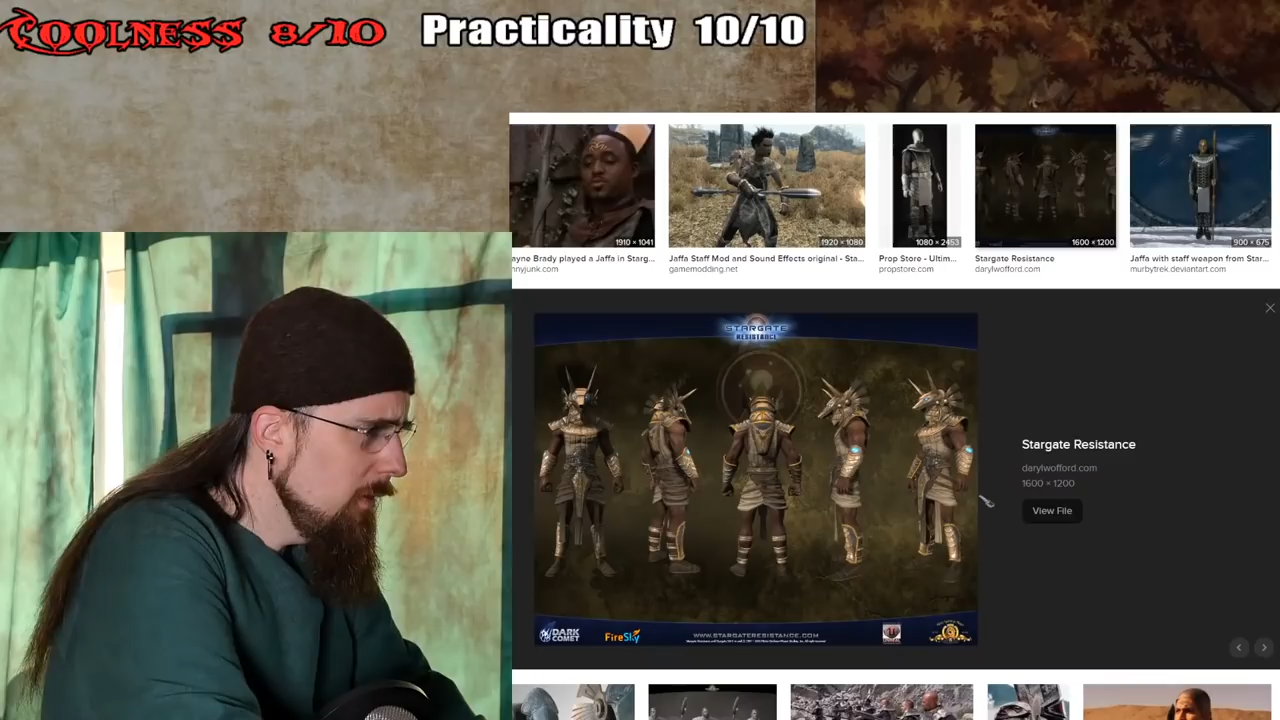 COOLNESS 8/10
Practicality 10/10
1910 × 1041
1920 × 1080
1080 × 2453
1600 × 1200
900 × 675
ayne Brady played a Jaffa in Starg...
Jaffa Staff Mod and Sound Effects original - Sta...
Prop Store - Ultim...
Stargate Resistance
Jaffa with staff weapon from Star...
nnyjunk.com
gamemodding.net
propstore.com
darylwofford.com
murbytrek.deviantart.com
STARGATE
RESISTANCE
Stargate Resistance
darylwofford.com
1600 × 1200
View File
DARK
COMET
FireSky
WWW.STARGATERESISTANCE.COM